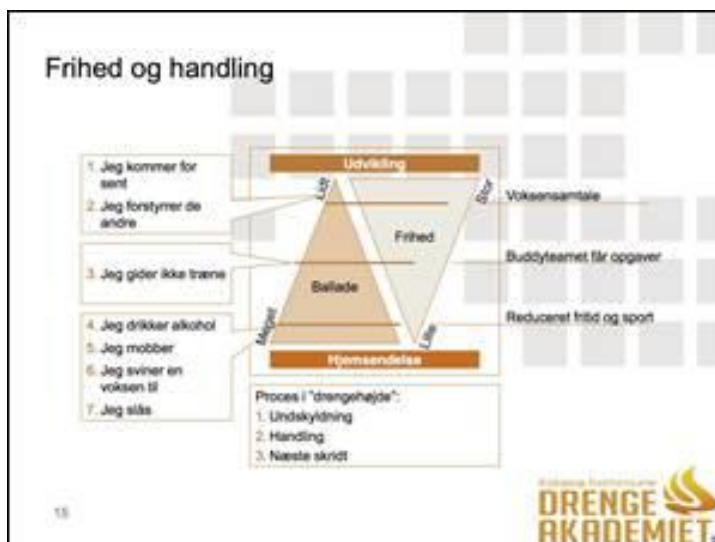 Frihed og handling
1. Jeg kommer for
sent
2. Jeg forstyrrer de
andre
3. Jeg gider ikke træne
4. Jeg drikker alkohol
5. Jeg mobber
6. Jeg sviner en
voksen til
7. Jeg slås
Udvikling
Lidt
Stor
Frihed
Ballade
Meget
Lille
Hjemsendelse
Voksensamtale
Buddyteamet får opgaver
Reduceret fritid og sport
Proces i "drengehøjde":
1. Undskyldning
2. Handling
3. Næste skridt
Kommune
DRENGE
AKADEMIET